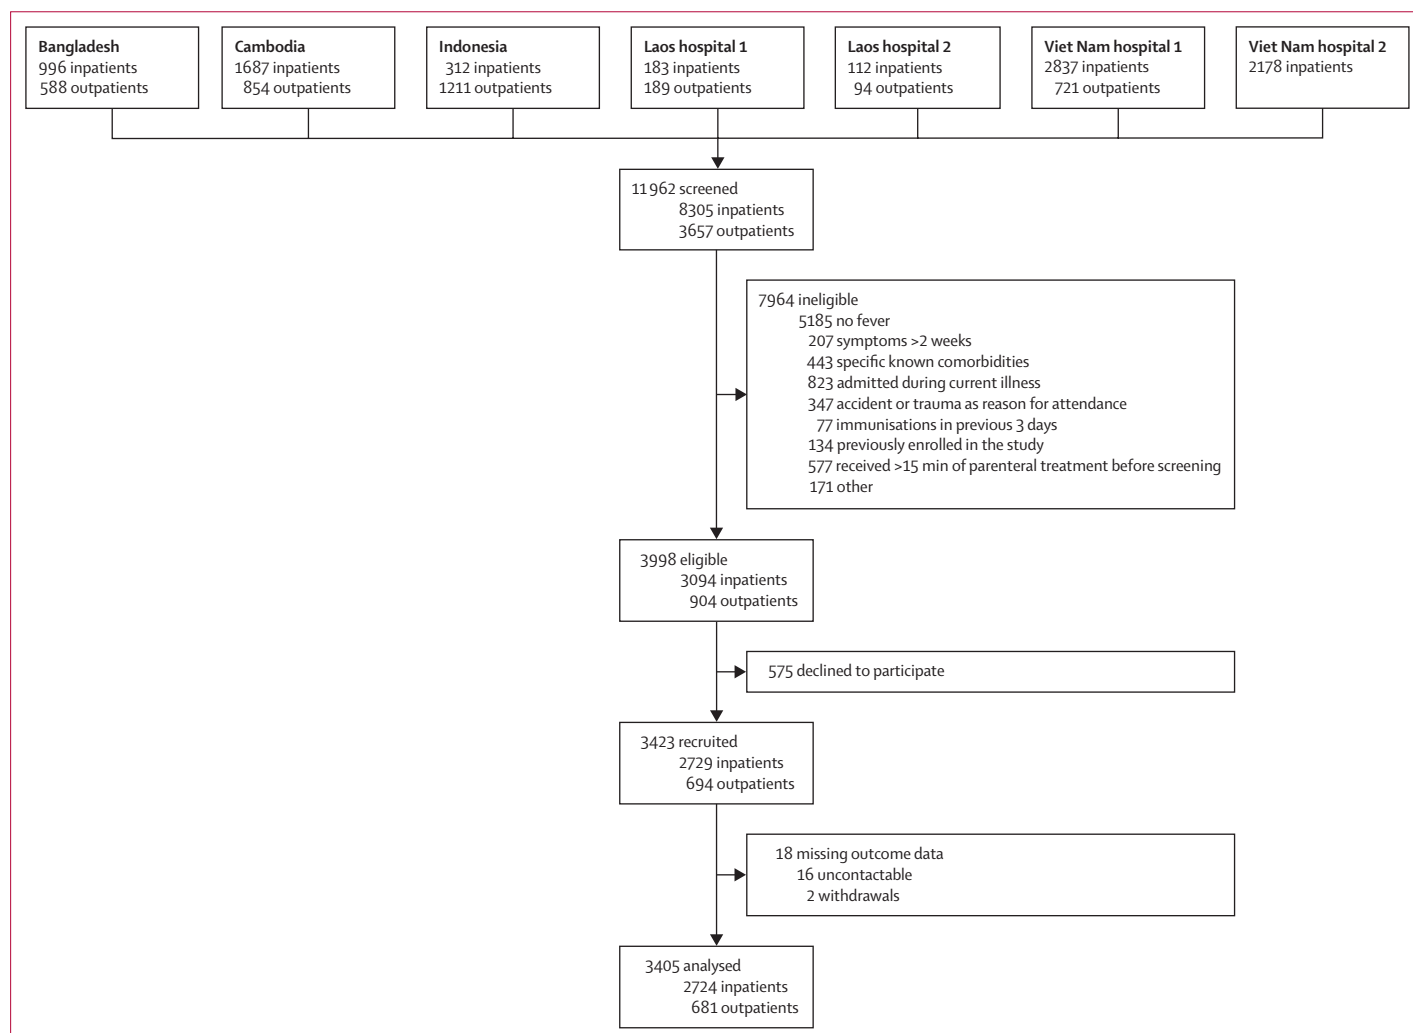 Bangladesh
996 inpatients
588 outpatients
Cambodia
1687 inpatients
854 outpatients
Indonesia
312 inpatients
1211 outpatients
Laos hospital 1
183 inpatients
189 outpatients
Laos hospital 2
112 inpatients
94 outpatients
Viet Nam hospital 1
2837 inpatients
721 outpatients
Viet Nam hospital 2
2178 inpatients
11 962 screened
8305 inpatients
3657 outpatients
7964 ineligible
5185 no fever
207 symptoms >2 weeks
443 specific known comorbidities
823 admitted during current illness
347 accident or trauma as reason for attendance
77 immunisations in previous 3 days
134 previously enrolled in the study
577 received >15 min of parenteral treatment before screening
171 other
3998 eligible
3094 inpatients
904 outpatients
575 declined to participate
3423 recruited
2729 inpatients
694 outpatients
18 missing outcome data
16 uncontactable
2 withdrawals
3405 analysed
2724 inpatients
681 outpatients